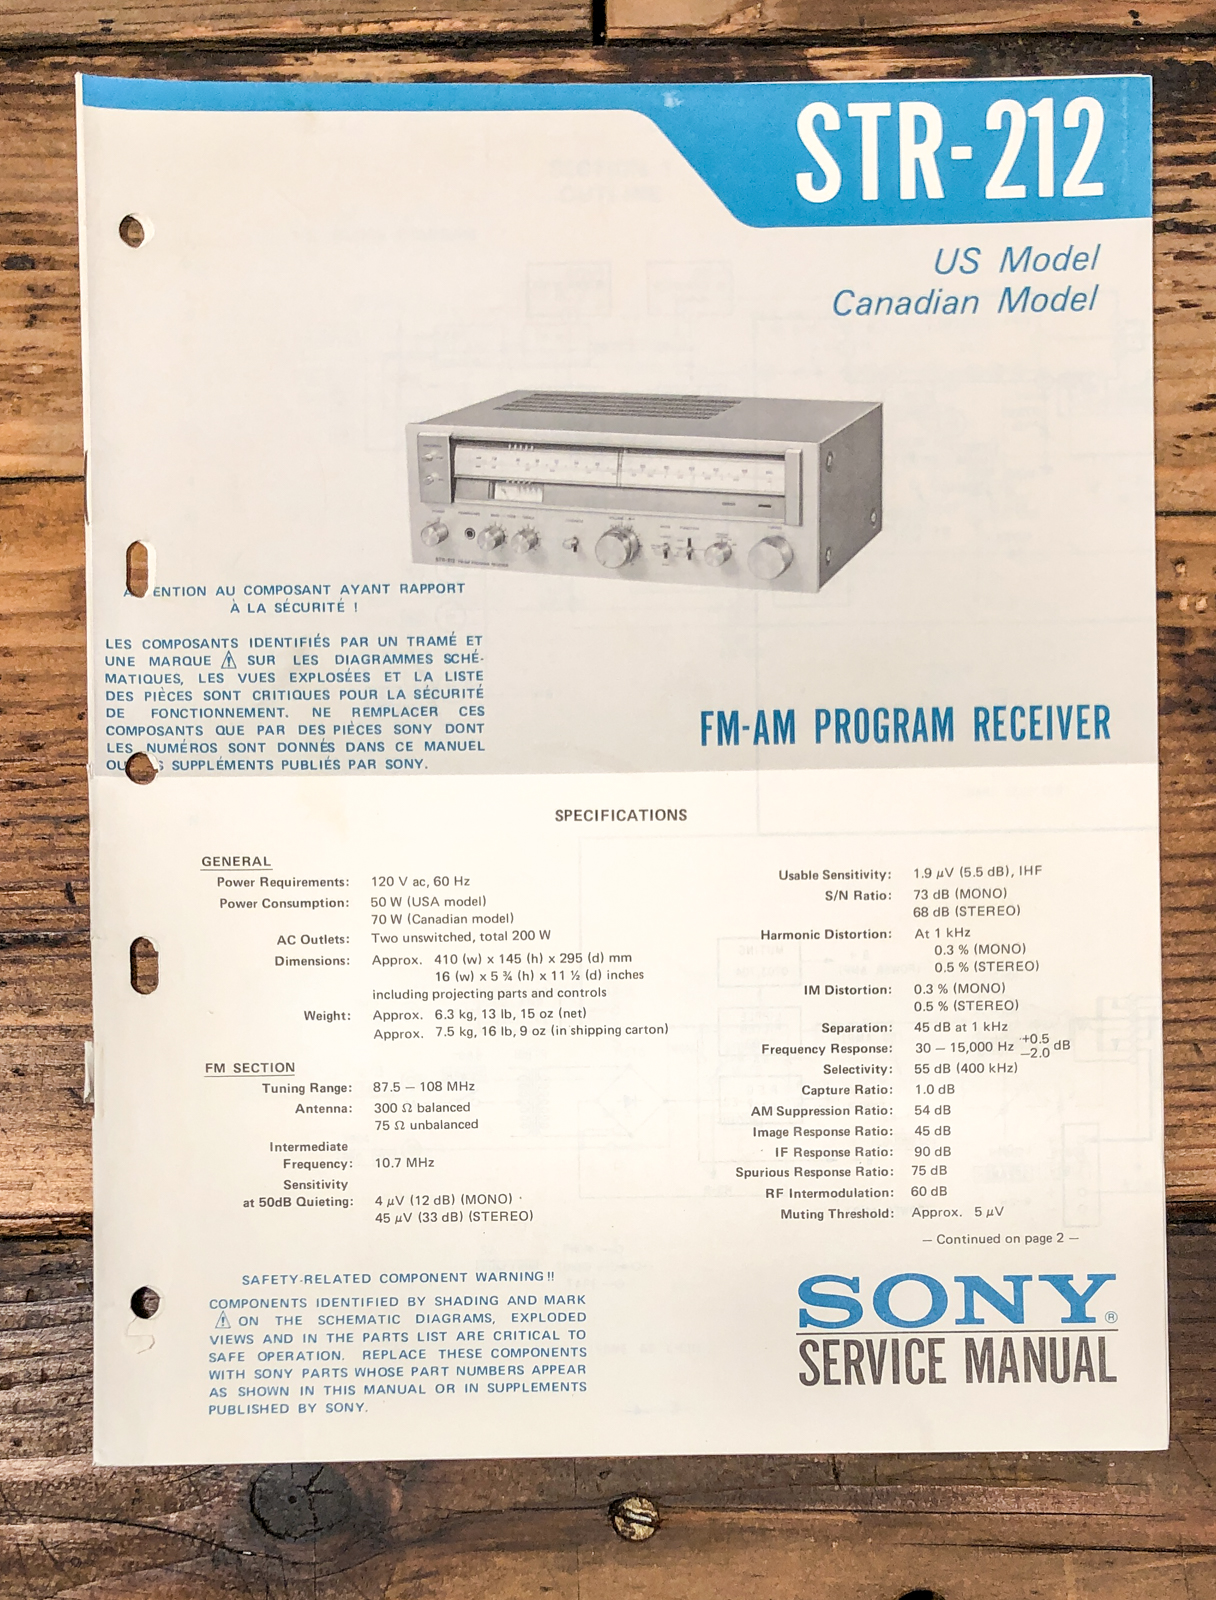 STR-212
US Model
Canadian Model
ENTION AU COMPOSANT AYANT RAPPORT
À LA SÉCURITÉ !
LES COMPOSANTS IDENTIFIÉS PAR UN TRAMÉ ET
UNE MARQUE ⚠ SUR LES DIAGRAMMES SCHÉ-
MATIQUES, LES VUES EXPLOSÉES ET LA LISTE
DES PIÈCES SONT CRITIQUES POUR LA SÉCURITÉ
DE FONCTIONNEMENT. NE REMPLACER CES
COMPOSANTS QUE PAR DES PIÈCES SONY DONT
LES NUMÉROS SONT DONNÉS DANS CE MANUEL
SUPPLÉMENTS PUBLIÉS PAR SONY.
FM-AM PROGRAM RECEIVER
SPECIFICATIONS
GENERAL
Power Requirements: 120 V ac, 60 Hz
Power Consumption: 50 W (USA model)
70 W (Canadian model)
AC Outlets: Two unswitched, total 200 W
Dimensions: Approx. 410 (w) x 145 (h) x 295 (d) mm
16 (w) x 5 ¾ (h) x 11 ½ (d) inches
including projecting parts and controls
Weight: Approx. 6.3 kg, 13 lb, 15 oz (net)
Approx. 7.5 kg, 16 lb, 9 oz (in shipping carton)
FM SECTION
Tuning Range: 87.5 – 108 MHz
Antenna: 300 Ω balanced
75 Ω unbalanced
Intermediate
Frequency: 10.7 MHz
Sensitivity
at 50dB Quieting: 4 μV (12 dB) (MONO)
45 μV (33 dB) (STEREO)
Usable Sensitivity: 1.9 μV (5.5 dB), IHF
S/N Ratio: 73 dB (MONO)
68 dB (STEREO)
Harmonic Distortion: At 1 kHz
0.3 % (MONO)
0.5 % (STEREO)
IM Distortion: 0.3 % (MONO)
0.5 % (STEREO)
Separation: 45 dB at 1 kHz
Frequency Response: 30 – 15,000 Hz +0.5 –2.0 dB
Selectivity: 55 dB (400 kHz)
Capture Ratio: 1.0 dB
AM Suppression Ratio: 54 dB
Image Response Ratio: 45 dB
IF Response Ratio: 90 dB
Spurious Response Ratio: 75 dB
RF Intermodulation: 60 dB
Muting Threshold: Approx. 5 μV
– Continued on page 2 –
SAFETY-RELATED COMPONENT WARNING!!
COMPONENTS IDENTIFIED BY SHADING AND MARK
⚠ ON THE SCHEMATIC DIAGRAMS, EXPLODED
VIEWS AND IN THE PARTS LIST ARE CRITICAL TO
SAFE OPERATION. REPLACE THESE COMPONENTS
WITH SONY PARTS WHOSE PART NUMBERS APPEAR
AS SHOWN IN THIS MANUAL OR IN SUPPLEMENTS
PUBLISHED BY SONY.
SONY®
SERVICE MANUAL